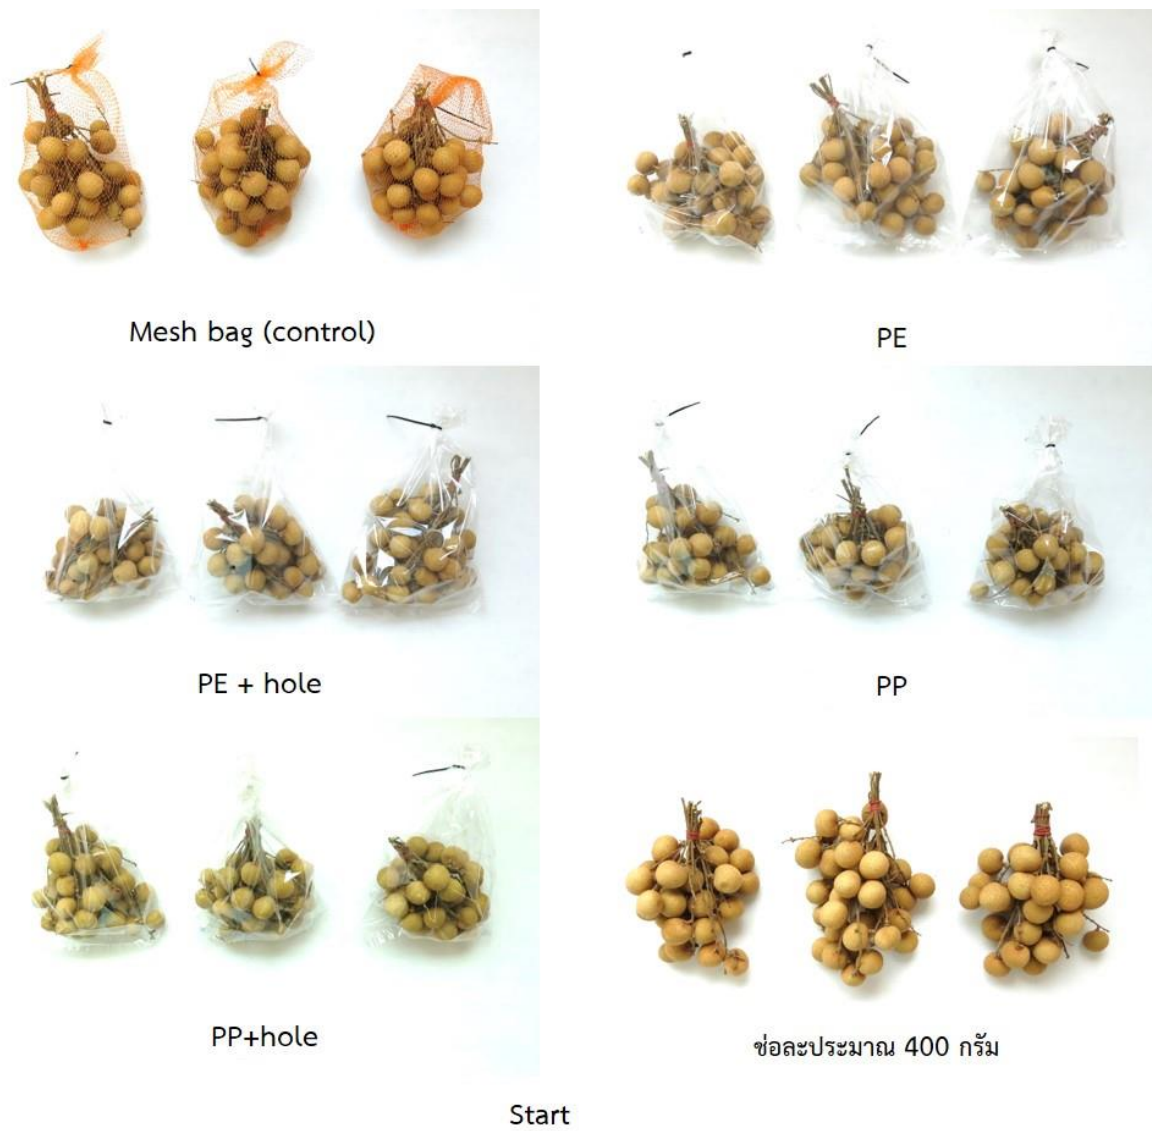 Mesh bag (control)
PE
PE + hole
PP
PP+hole
ช่อละประมาณ 400 กรัม
Start